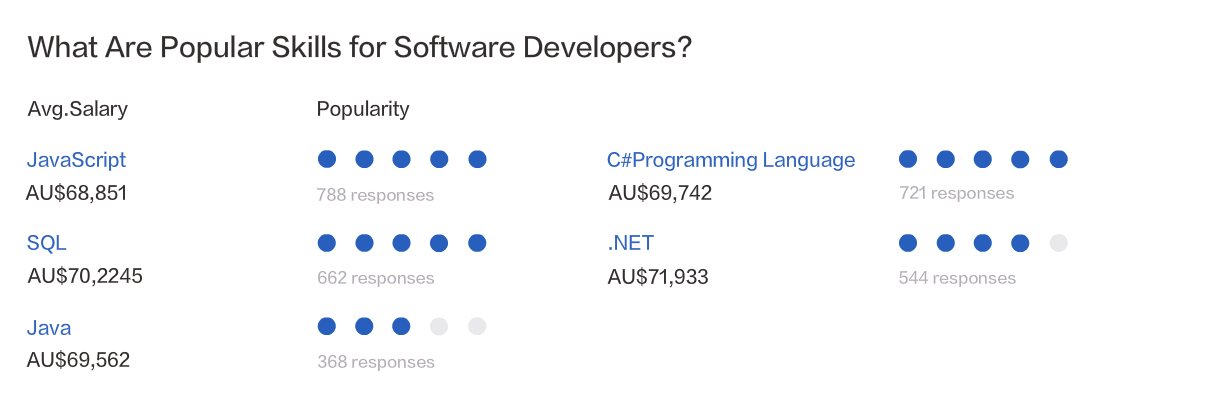 What Are Popular Skills for Software Developers?
Avg.Salary Popularity
JavaScript
AU$68,851
788 responses
C#Programming Language
AU$69,742
721 responses
SQL
AU$70,2245
662 responses
.NET
AU$71,933
544 responses
Java
AU$69,562
368 responses